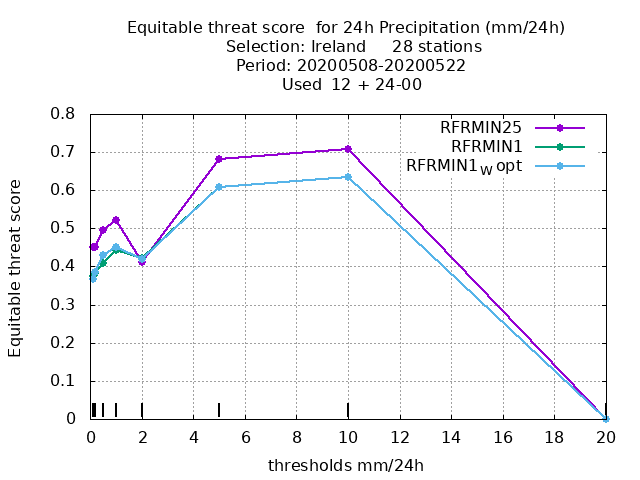 Equitable threat score  for 24h Precipitation (mm/24h)
Selection: Ireland     28 stations
Period: 20200508-20200522
Used  12 + 24-00
RFRMIN25
RFRMIN1
RFRMIN1_W opt
Equitable threat score
0.8
0.7
0.6
0.5
0.4
0.3
0.2
0.1
0
0 2 4 6 8 10 12 14 16 18 20
thresholds mm/24h